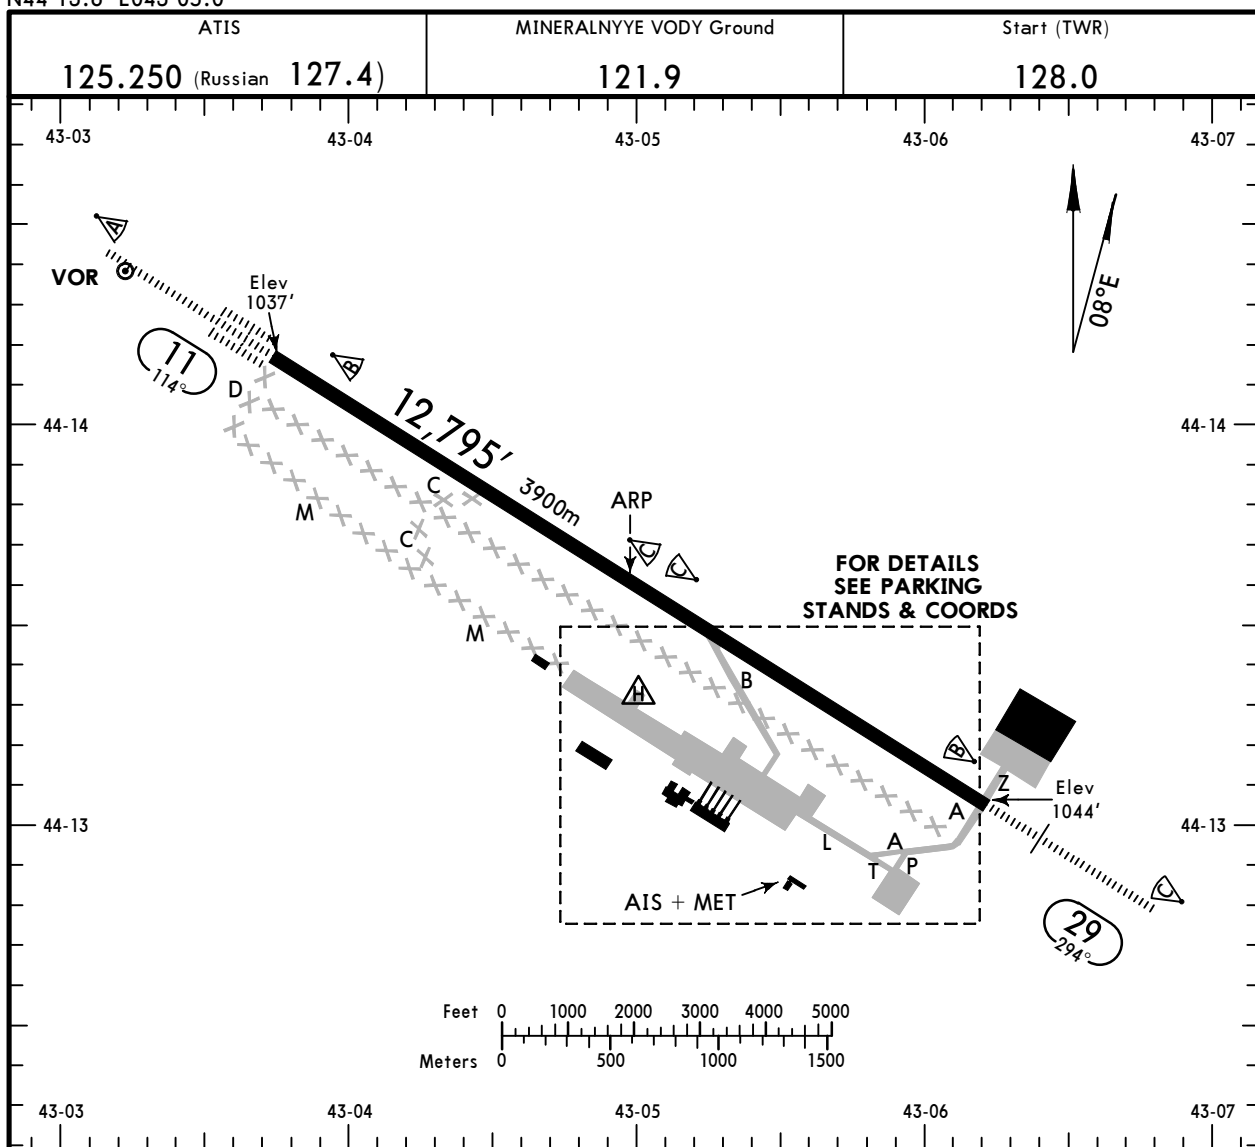 N44 13.6 E043 05.0
ATIS
MINERALNYYE VODY Ground
Start (TWR)
125.250 (Russian 127.4)
121.9
128.0
43-03
43-04
43-05
43-06
43-07
A
VOR
Elev
1037'
08°E
11
114°
B
D
44-14
44-14
12,795'
3900m
C
M
C
ARP
C
C
FOR DETAILS
SEE PARKING
STANDS & COORDS
M
B
H
B
Z
Elev
1044'
A
44-13
44-13
L
A
T
P
AIS + MET
C
29
294°
Feet 0 1000 2000 3000 4000 5000
Meters 0 500 1000 1500
43-03
43-04
43-05
43-06
43-07